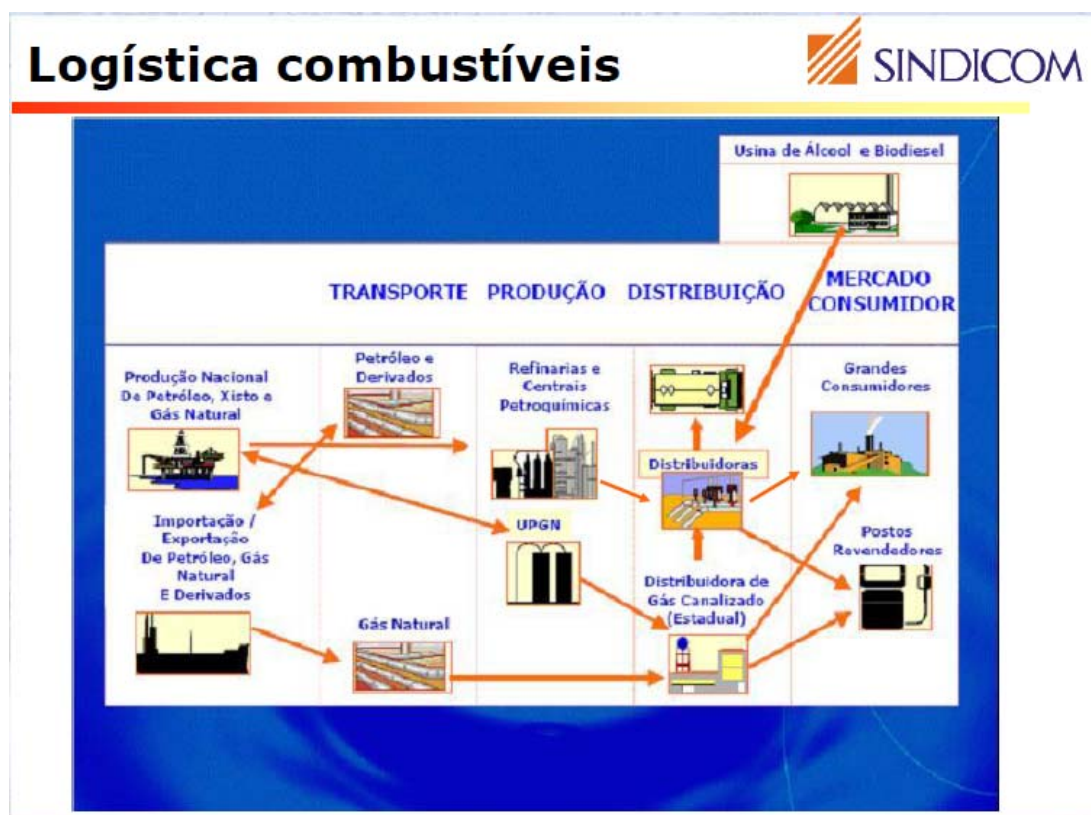 Logística combustíveis
SINDICOM
Usina de Álcool e Biodiesel
TRANSPORTE
PRODUÇÃO
DISTRIBUIÇÃO
MERCADO
CONSUMIDOR
Produção Nacional
De Petróleo, Xisto e
Gás Natural
Importação /
Exportação
De Petróleo, Gás
Natural
E Derivados
Petróleo e
Derivados
Gás Natural
Refinarias e
Centrais
Petroquímicas
UPGN
Distribuidoras
Distribuidora de
Gás Canalizado
(Estadual)
Grandes
Consumidores
Postos
Revendedores